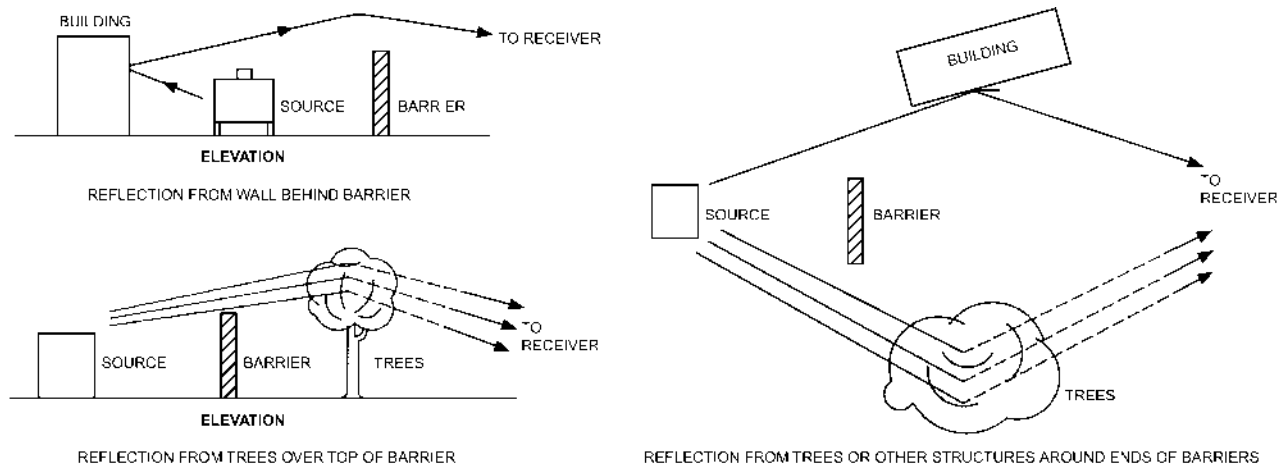 BUILDING
TO RECEIVER
SOURCE
BARR ER
ELEVATION
REFLECTION FROM WALL BEHIND BARRIER
SOURCE
BARRIER
TREES
TO
RECEIVER
ELEVATION
REFLECTION FROM TREES OVER TOP OF BARRIER
BUILDING
SOURCE
BARRIER
TO
RECEIVER
TREES
REFLECTION FROM TREES OR OTHER STRUCTURES AROUND ENDS OF BARRIERS